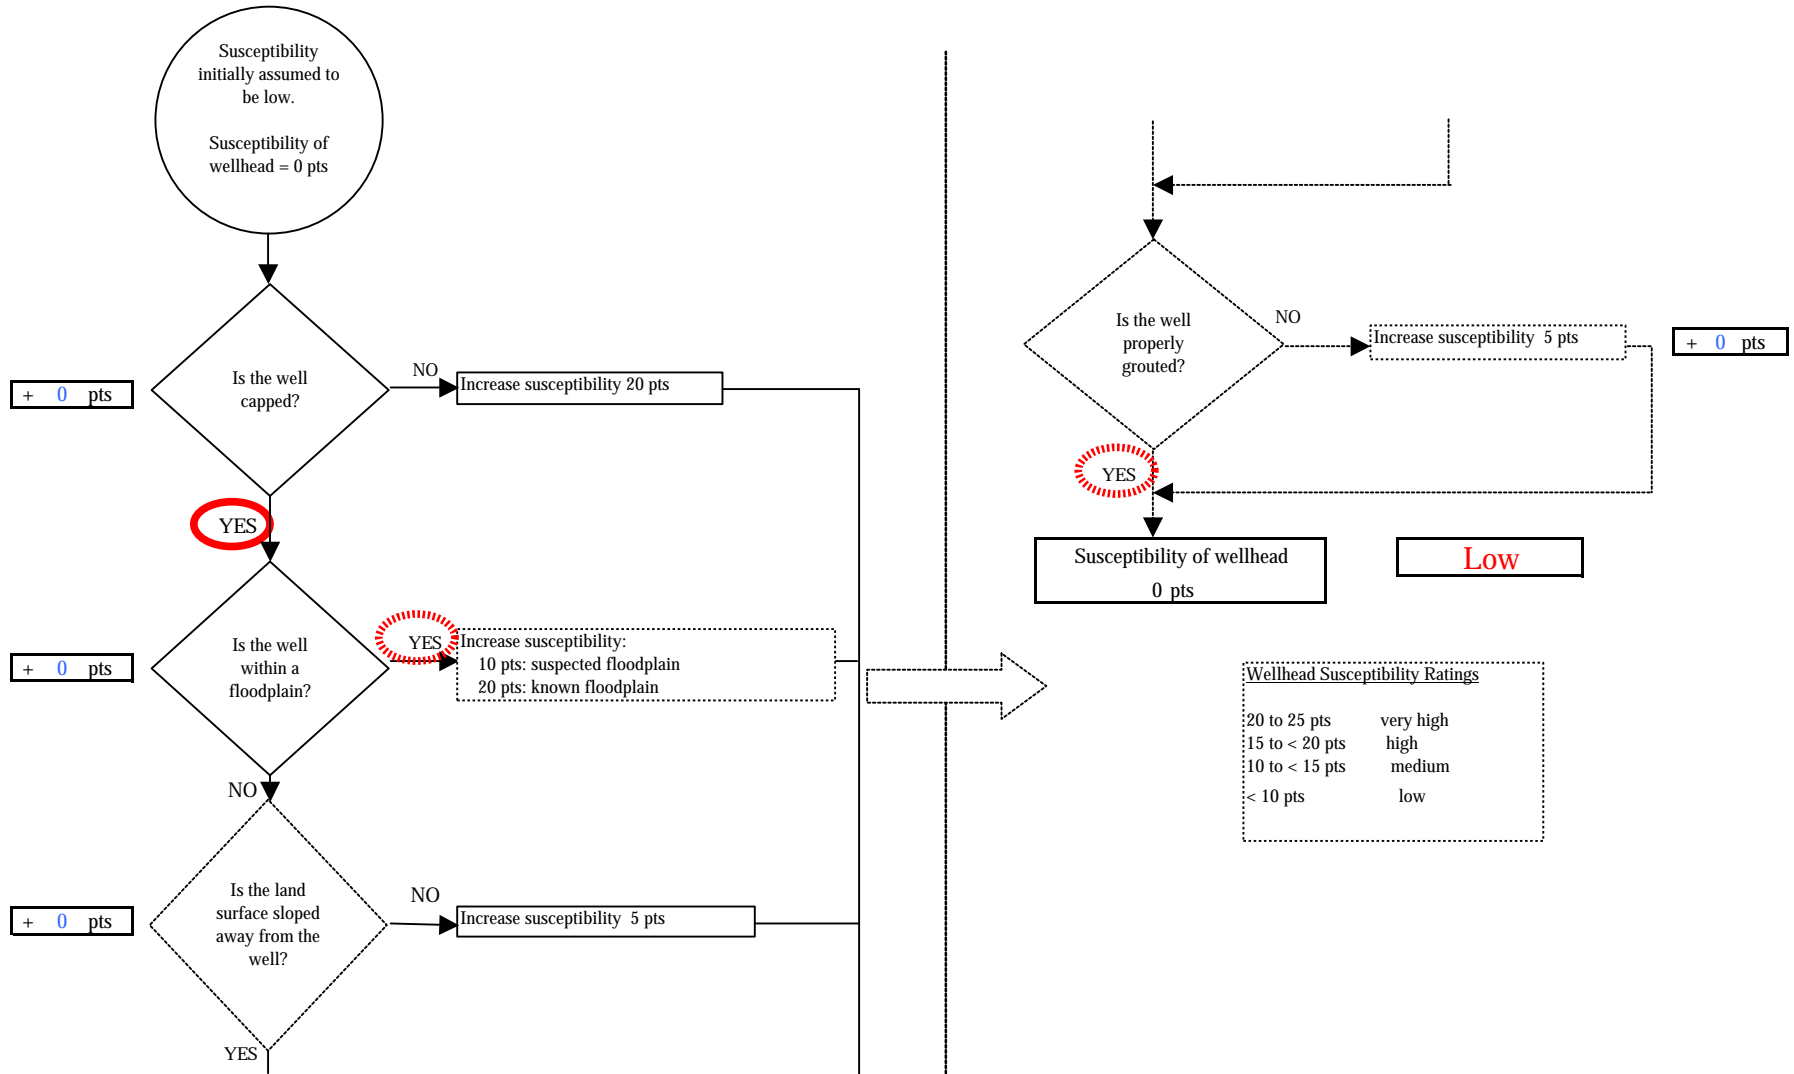 Susceptibility
initially assumed to
be low.
Susceptibility of
wellhead = 0 pts
Is the well
capped?
NO
Increase susceptibility 20 pts
+ 0 pts
YES
Is the well
within a
floodplain?
YES
Increase susceptibility:
10 pts: suspected floodplain
20 pts: known floodplain
+ 0 pts
NO
Is the land
surface sloped
away from the
well?
NO
Increase susceptibility 5 pts
+ 0 pts
YES
Is the well
properly
grouted?
NO
Increase susceptibility 5 pts
+ 0 pts
YES
Susceptibility of wellhead
0 pts
Low
Wellhead Susceptibility Ratings
20 to 25 pts very high
15 to < 20 pts high
10 to < 15 pts medium
< 10 pts low